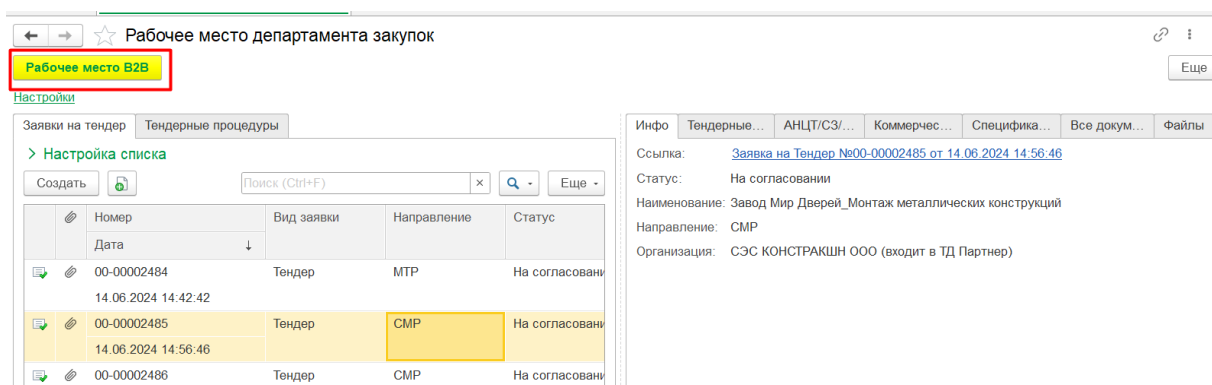 Рабочее место департамента закупок
Рабочее место B2B
Еще
Настройки
Заявки на тендер Тендерные процедуры
Настройка списка
Создать Поиск (Ctrl+F) × Еще
Номер Вид заявки Направление Статус
Дата
00-00002484 Тендер МТР На согласовани
14.06.2024 14:42:42
00-00002485 Тендер СМР На согласовани
14.06.2024 14:56:46
00-00002486 Тендер СМР На согласовани
Инфо Тендерные... АНЦТ/СЗ/... Коммерчес... Специфика... Все докум... Файлы
Ссылка: Заявка на Тендер №00-00002485 от 14.06.2024 14:56:46
Статус: На согласовании
Наименование: Завод Мир Дверей_Монтаж металлических конструкций
Направление: СМР
Организация: СЭС КОНСТРАКШН ООО (входит в ТД Партнер)